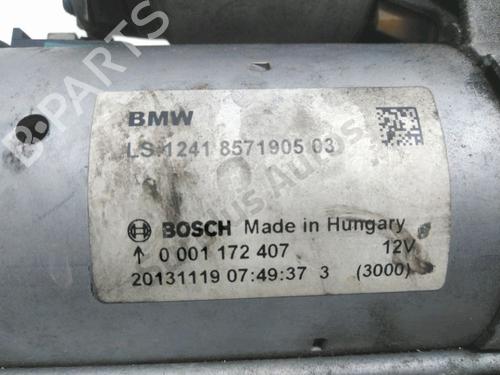 BMW
LS 1241 8571905 03
BOSCH Made in Hungary
↑ 0 001 172 407 12V
20131119 07:49:37 3 (3000)